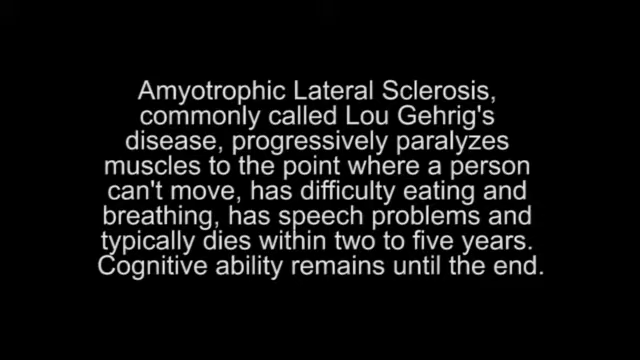 Amyotrophic Lateral Sclerosis,
commonly called Lou Gehrig's
disease, progressively paralyzes
muscles to the point where a person
can't move, has difficulty eating and
breathing, has speech problems and
typically dies within two to five years.
Cognitive ability remains until the end.